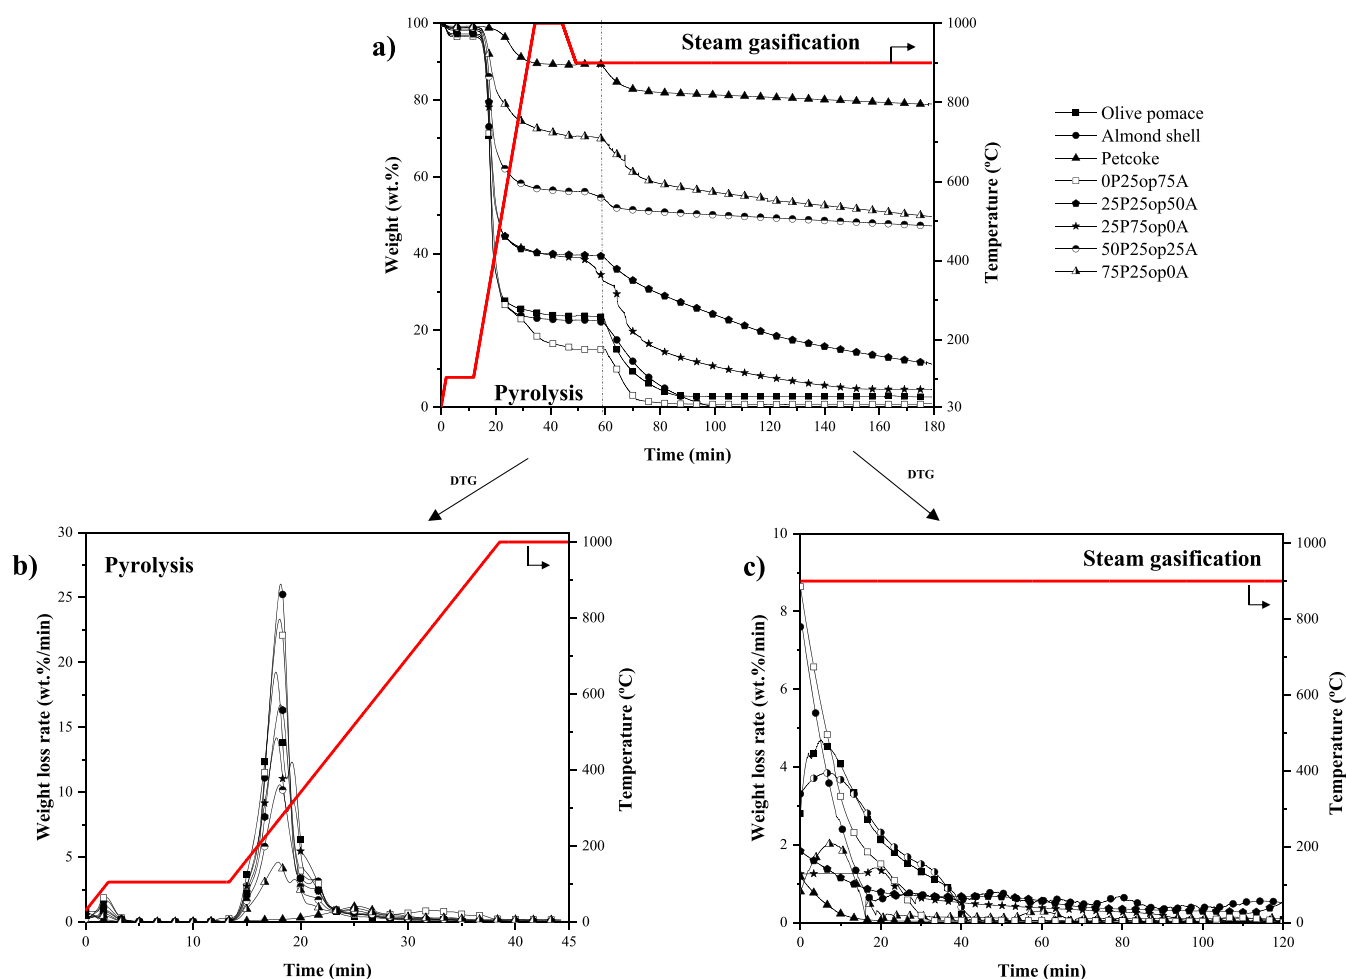 a)
Steam gasification
Pyrolysis
Weight (wt.%)
0
20
40
60
80
100
Temperature (ºC)
30
200
400
600
800
1000
0
20
40
60
80
100
120
140
160
180
Time (min)
Olive pomace
Almond shell
Petcoke
0P25op75A
25P25op50A
25P75op0A
50P25op25A
75P25op0A
DTG
DTG
b)
Pyrolysis
Weight loss rate (wt.%/min)
0
5
10
15
20
25
30
Temperature (ºC)
0
200
400
600
800
1000
0
10
20
30
40
45
Time (min)
c)
Steam gasification
Weight loss rate (wt.%/min)
0
2
4
6
8
10
Temperature (ºC)
0
200
400
600
800
1000
0
20
40
60
80
100
120
Time (min)